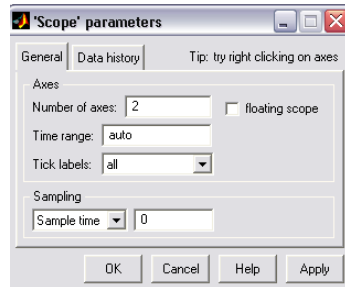 'Scope' parameters
General Data history Tip: try right clicking on axes
Axes
Number of axes: 2 floating scope
Time range: auto
Tick labels: all
Sampling
Sample time 0
OK Cancel Help Apply